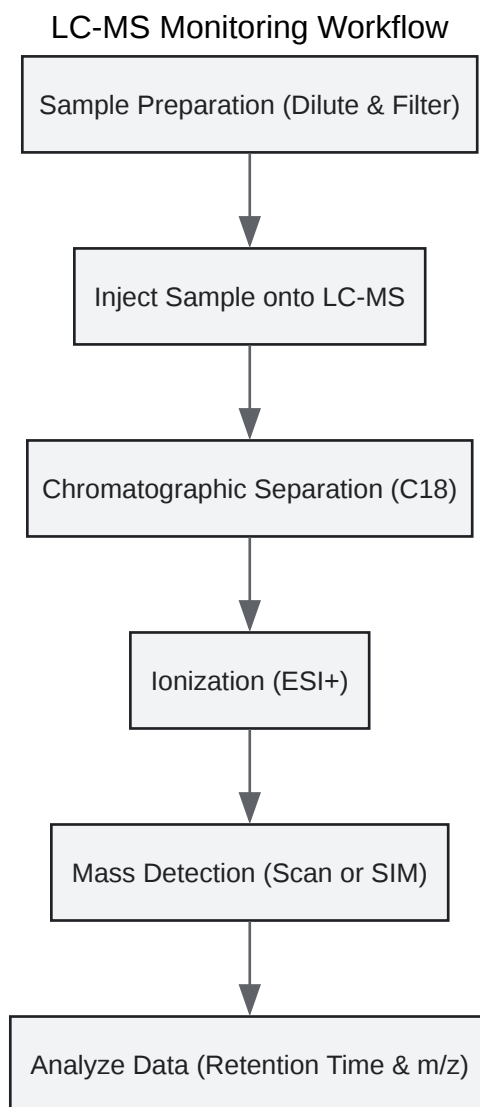 LC-MS Monitoring Workflow
Sample Preparation (Dilute & Filter)
Inject Sample onto LC-MS
Chromatographic Separation (C18)
Ionization (ESI+)
Mass Detection (Scan or SIM)
Analyze Data (Retention Time & m/z)